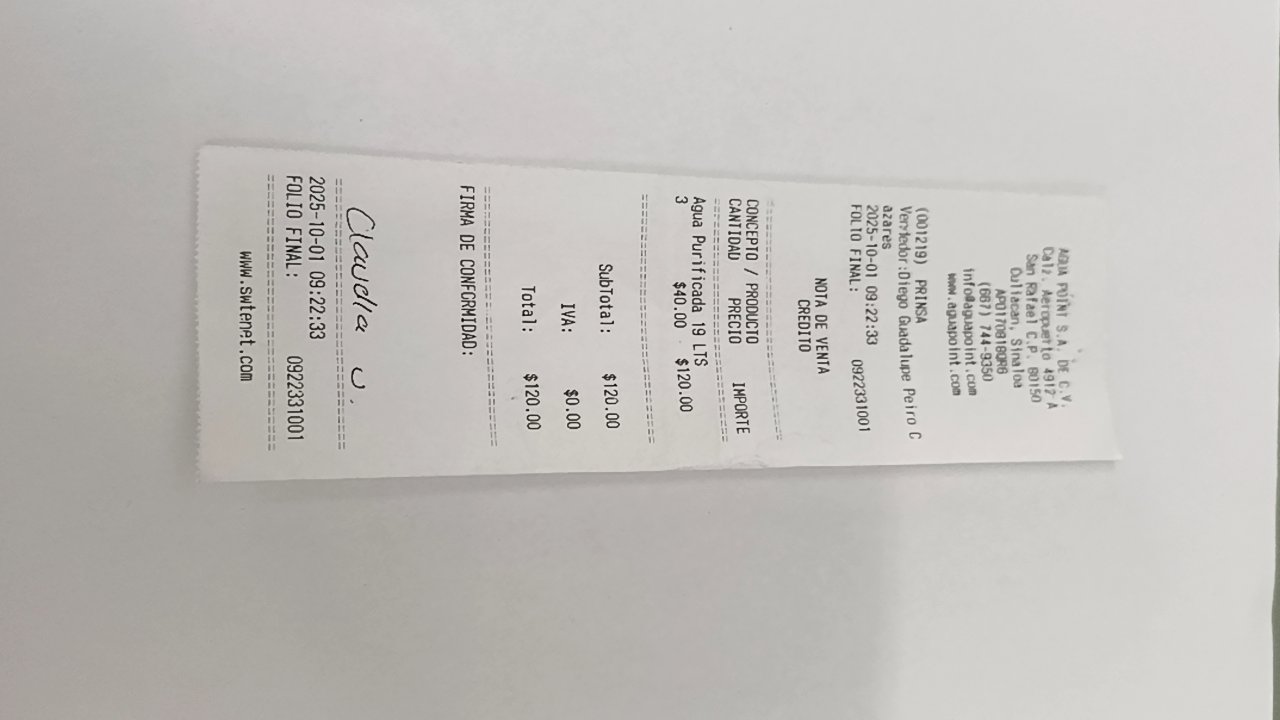 AGUA POINT S.A. DE C.V.
Calz. Aeropuerto 4912 A
San Rafael C.P. 80150
Culiacan, Sinaloa
APO170818QR6
(667) 744-9350
info@aguapoint.com
www.aguapoint.com
(001219) PRINSA
Vendedor:Diego Guadalupe Peiro C
azares
2025-10-01 09:22:33
FOLIO FINAL: 0922331001
NOTA DE VENTA
CREDITO
CONCEPTO / PRODUCTO
CANTIDAD PRECIO IMPORTE
Agua Purificada 19 LTS
3 $40.00 $120.00
SubTotal: $120.00
IVA: $0.00
Total: $120.00
FIRMA DE CONFORMIDAD:
Claudia U.
2025-10-01 09:22:33
FOLIO FINAL: 0922331001
www.swtenet.com